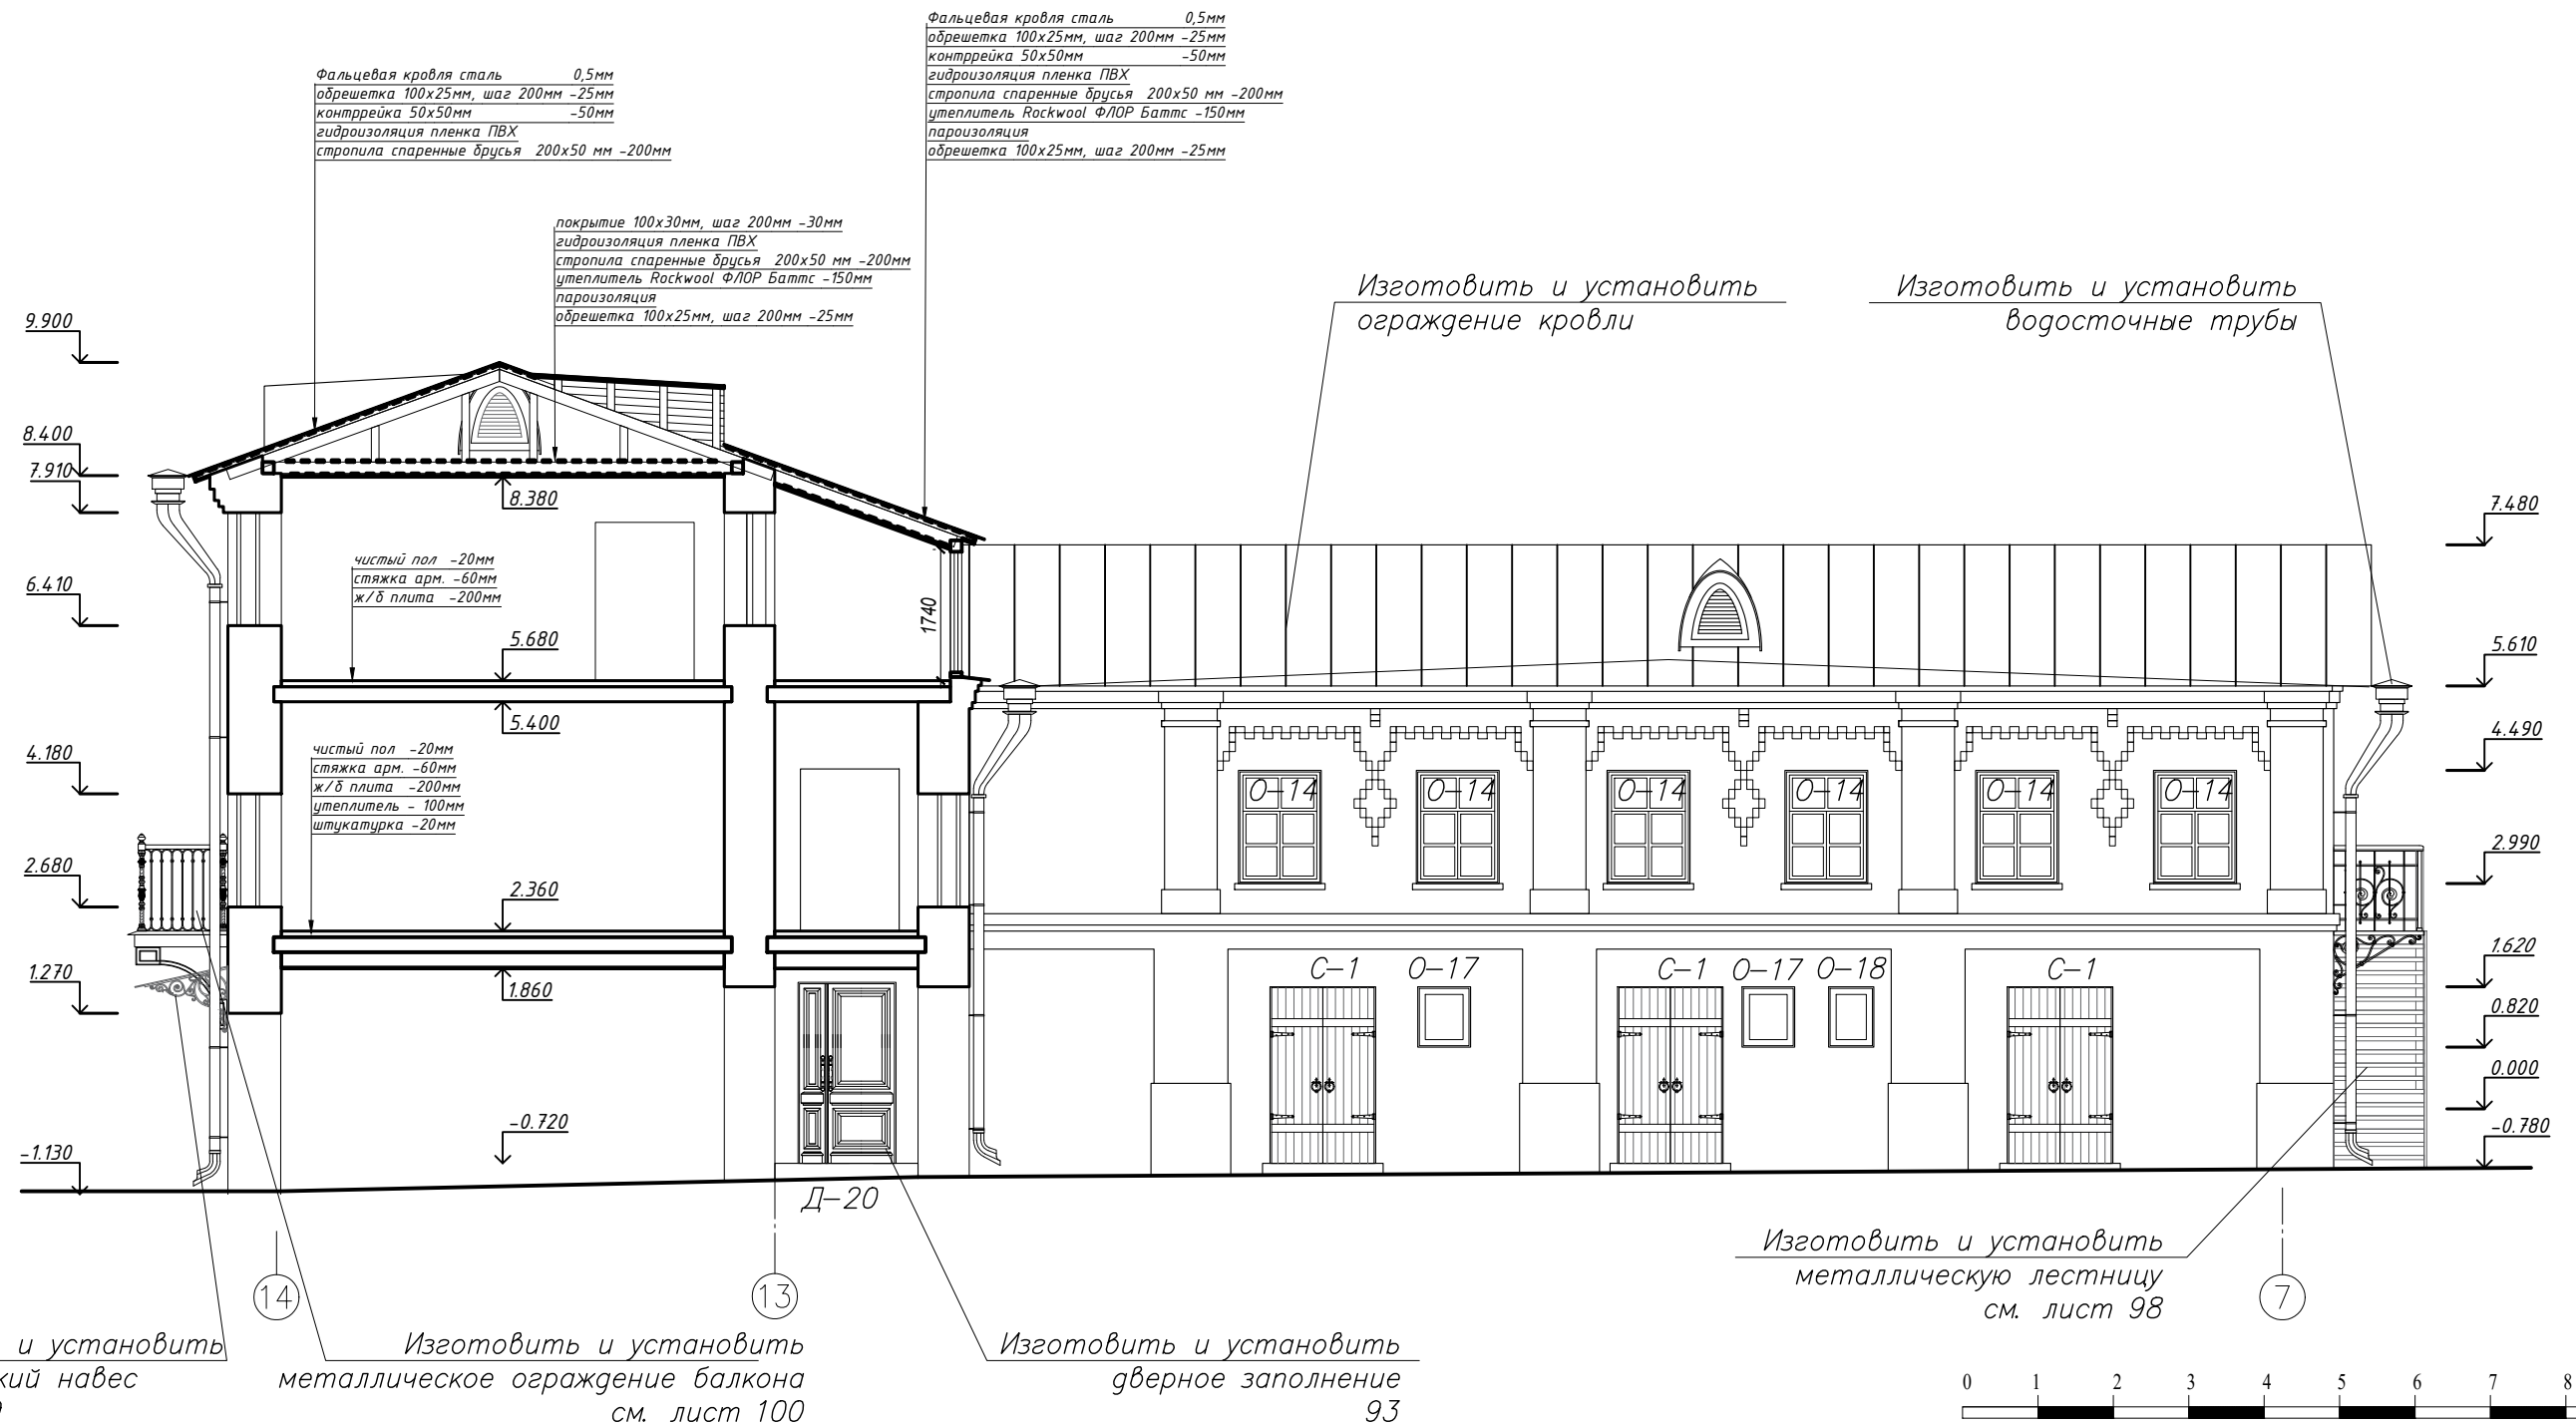 Фальцевая кровля сталь 0,5мм
обрешетка 100х25мм, шаг 200мм -25мм
контррейка 50х50мм -50мм
гидроизоляция пленка ПВХ
стропила спаренные брусья 200х50 мм -200мм
утеплитель Rockwool ФЛОР Баттс -150мм
пароизоляция
обрешетка 100х25мм, шаг 200мм -25мм
Фальцевая кровля сталь 0,5мм
обрешетка 100х25мм, шаг 200мм -25мм
контррейка 50х50мм -50мм
гидроизоляция пленка ПВХ
стропила спаренные брусья 200х50 мм -200мм
покрытие 100х30мм, шаг 200мм -30мм
гидроизоляция пленка ПВХ
стропила спаренные брусья 200х50 мм -200мм
утеплитель Rockwool ФЛОР Баттс -150мм
пароизоляция
обрешетка 100х25мм, шаг 200мм -25мм
Изготовить и установить
ограждение кровли
Изготовить и установить
водосточные трубы
9.900
8.400
7.910
6.410
4.180
2.680
1.270
-1.130
8.380
чистый пол -20мм
стяжка арм. -60мм
ж/б плита -200мм
1740
5.680
5.400
чистый пол -20мм
стяжка арм. -60мм
ж/б плита -200мм
утеплитель - 100мм
штукатурка -20мм
2.360
1.860
-0.720
7.480
5.610
4.490
2.990
1.620
0.820
0.000
-0.780
О-14 О-14 О-14 О-14 О-14 О-14
С-1 О-17 С-1 О-17 О-18 С-1
Д-20
14 13 7
Изготовить и установить
металлическую лестницу
см. лист 98
и установить
кий навес
Изготовить и установить
металлическое ограждение балкона
см. лист 100
Изготовить и установить
дверное заполнение
93
0 1 2 3 4 5 6 7 8